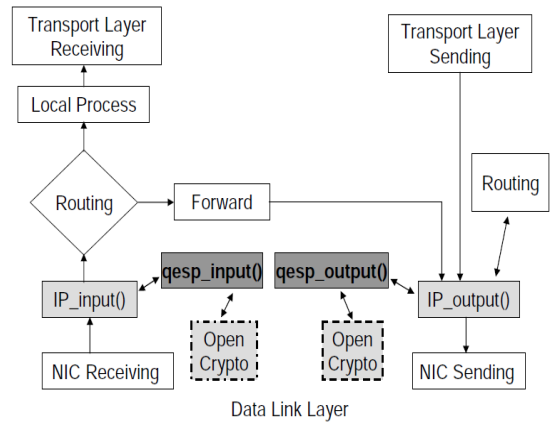 Transport Layer
Receiving
Transport Layer
Sending
Local Process
Routing
Forward
Routing
qesp_input()
qesp_output()
IP_input()
IP_output()
Open
Crypto
Open
Crypto
NIC Receiving
NIC Sending
Data Link Layer